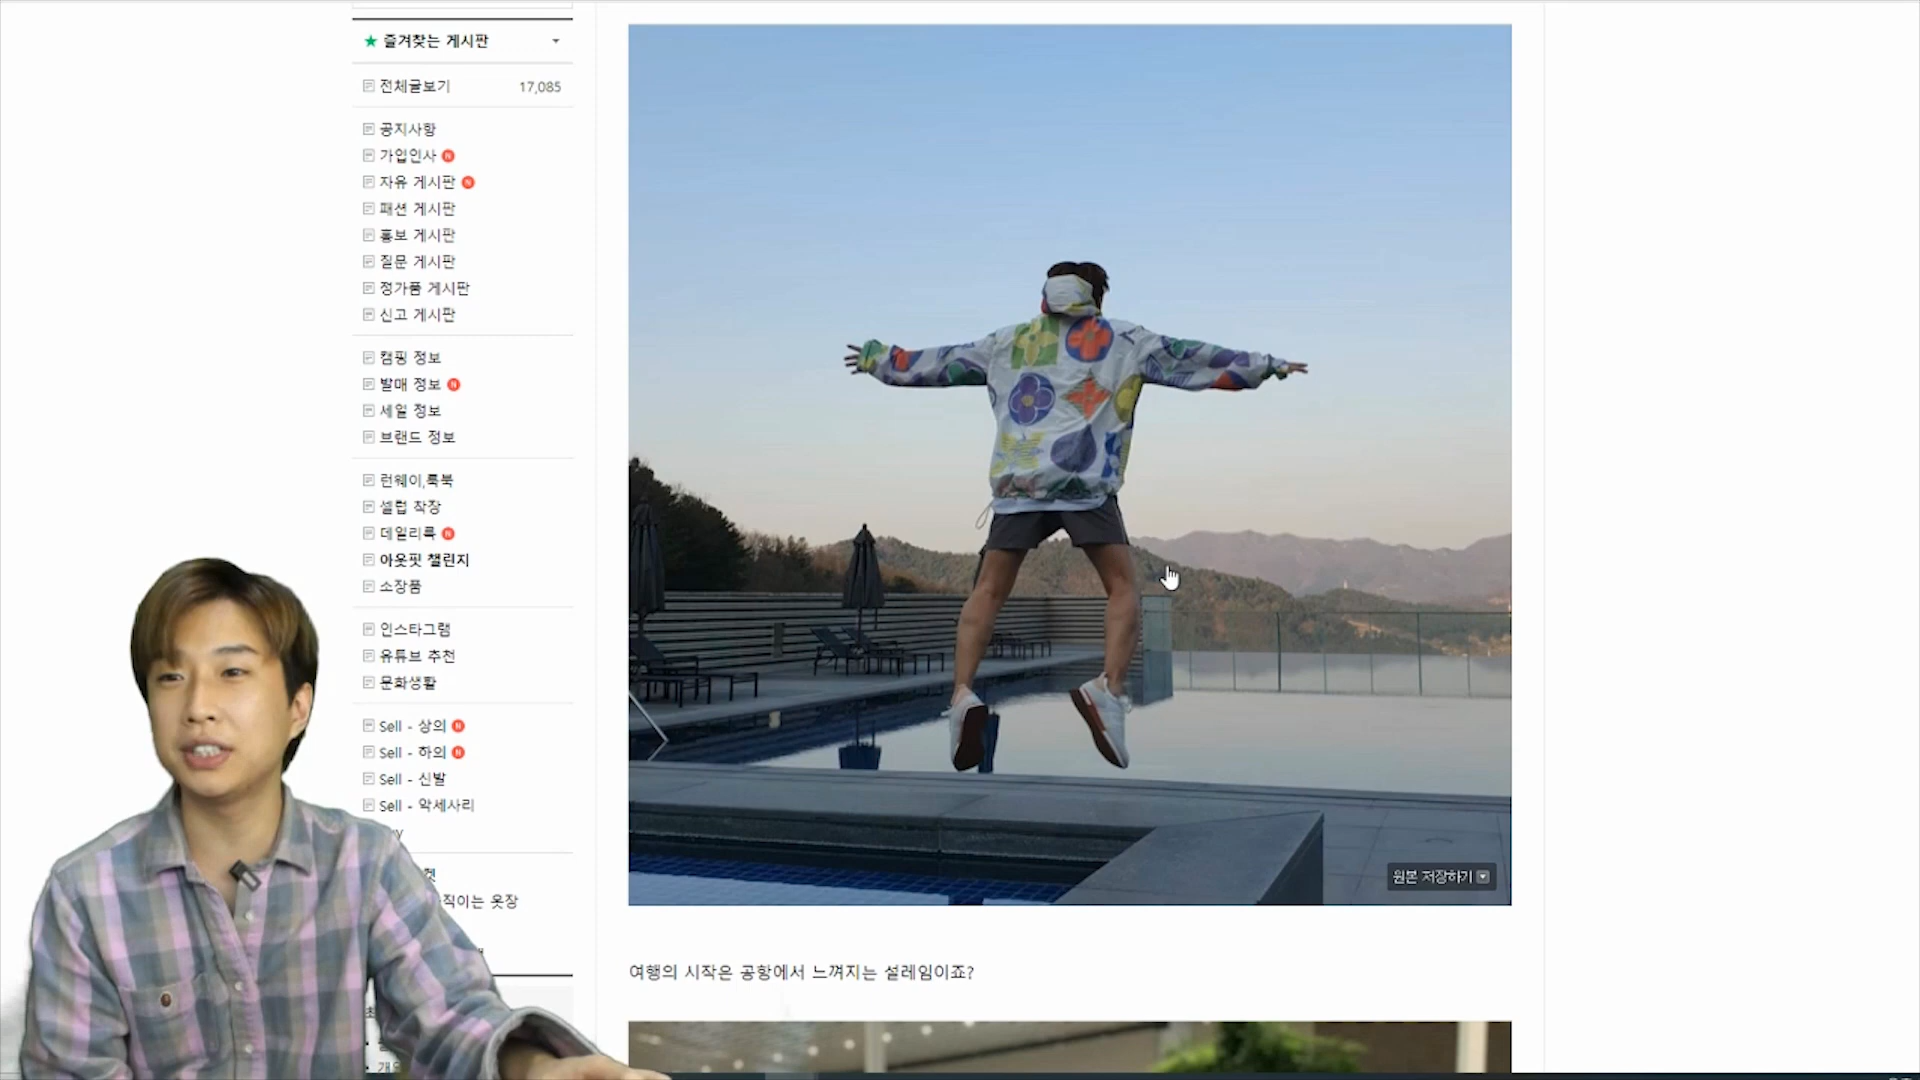 즐겨찾는 게시판
전체글보기 17,085
공지사항
가입인사 N
자유 게시판 N
패션 게시판
홍보 게시판
질문 게시판
정가품 게시판
신고 게시판
캠핑 정보
발매 정보 N
세일 정보
브랜드 정보
런웨이,룩북
셀럽 착장
데일리룩 N
아웃핏 챌린지
소장품
인스타그램
유튜브 추천
문화생활
Sell - 상의 N
Sell - 하의 N
Sell - 신발
Sell - 악세사리
직이는 옷장
원본 저장하기
여행의 시작은 공항에서 느껴지는 설레임이죠?